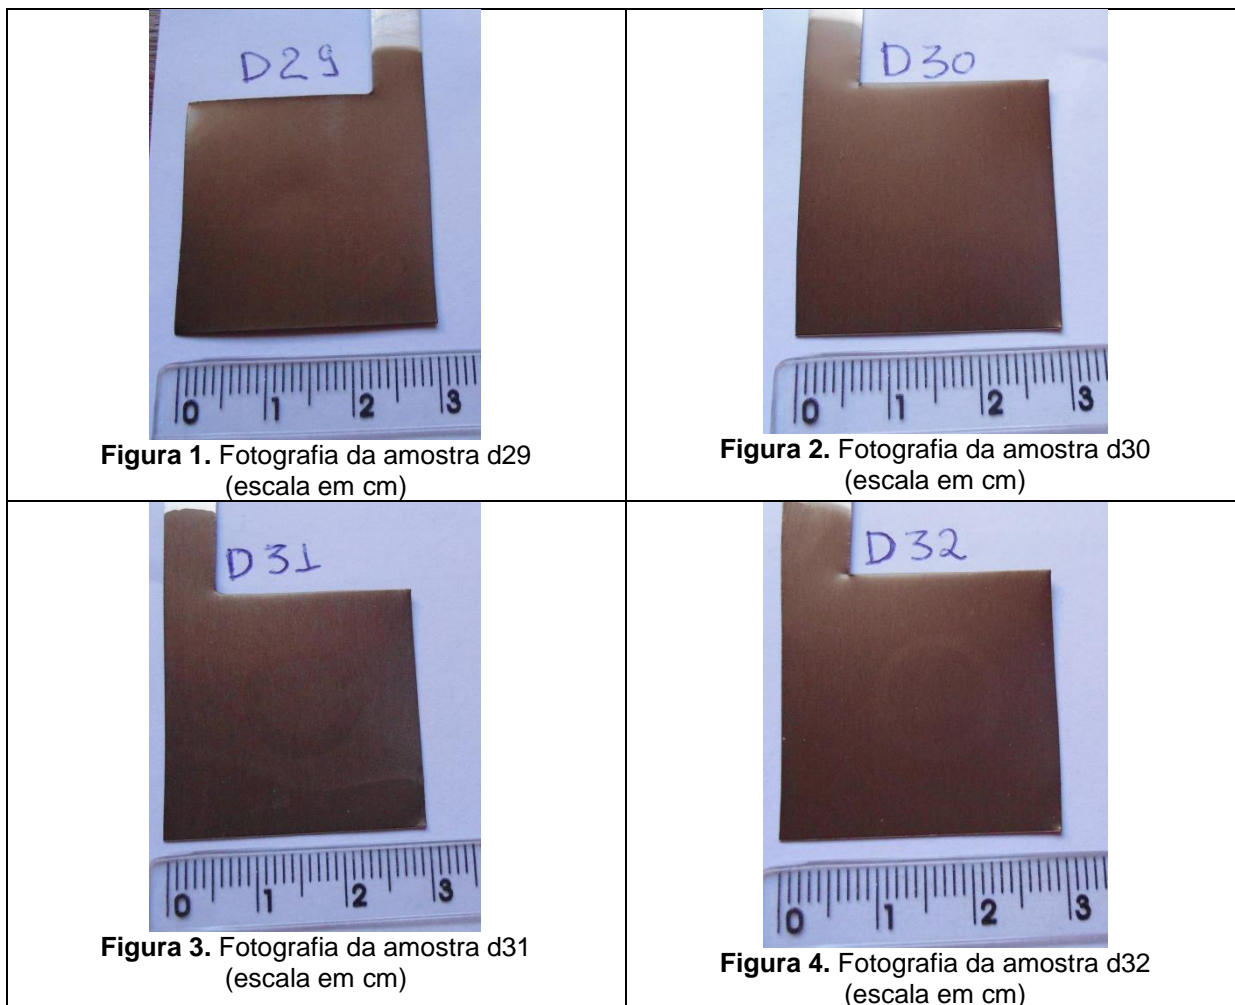 D29
0 1 2 3
Figura 1. Fotografia da amostra d29
(escala em cm)
D30
0 1 2 3
Figura 2. Fotografia da amostra d30
(escala em cm)
D31
0 1 2 3
Figura 3. Fotografia da amostra d31
(escala em cm)
D32
0 1 2 3
Figura 4. Fotografia da amostra d32
(escala em cm)